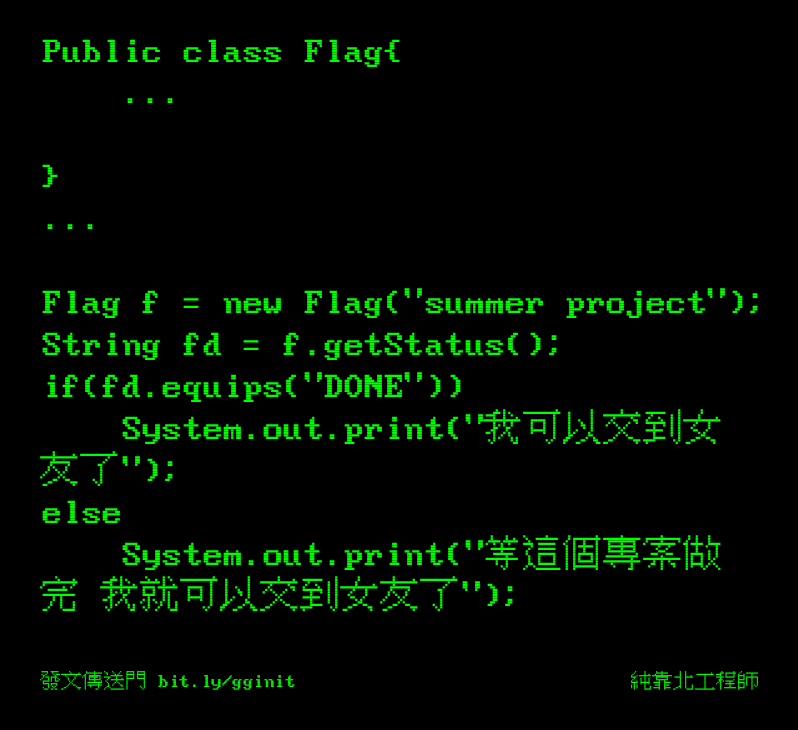 Public class Flag{
...
}
...
Flag f = new Flag("summer project");
String fd = f.getStatus();
if(fd.equips("DONE"))
System.out.print("我可以交到女
友了");
else
System.out.print("等這個專案做
完 我就可以交到女友了");
發文傳送門 bit.ly/gginit
純靠北工程師